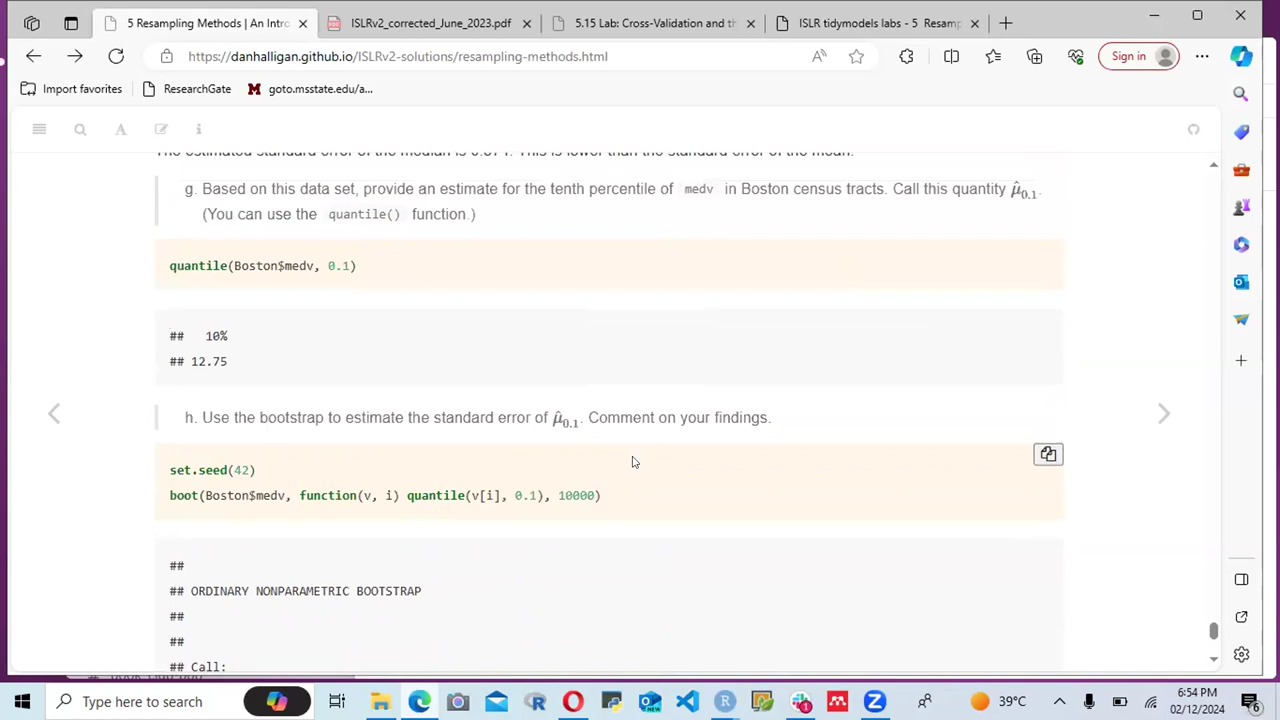 5 Resampling Methods | An Intro
ISLRv2_corrected_June_2023.pdf
5.15 Lab: Cross-Validation and th
ISLR tidymodels labs - 5 Resamp
https://danhalligan.github.io/ISLRv2-solutions/resampling-methods.html
Sign in
Import favorites
ResearchGate
goto.msstate.edu/a...
g. Based on this data set, provide an estimate for the tenth percentile of medv in Boston census tracts. Call this quantity μ̂0.1.
(You can use the quantile() function.)
quantile(Boston$medv, 0.1)
## 10%
## 12.75
h. Use the bootstrap to estimate the standard error of μ̂0.1. Comment on your findings.
set.seed(42)
boot(Boston$medv, function(v, i) quantile(v[i], 0.1), 10000)
##
## ORDINARY NONPARAMETRIC BOOTSTRAP
##
##
## Call:
Type here to search
39°C
6:54 PM
02/12/2024
6